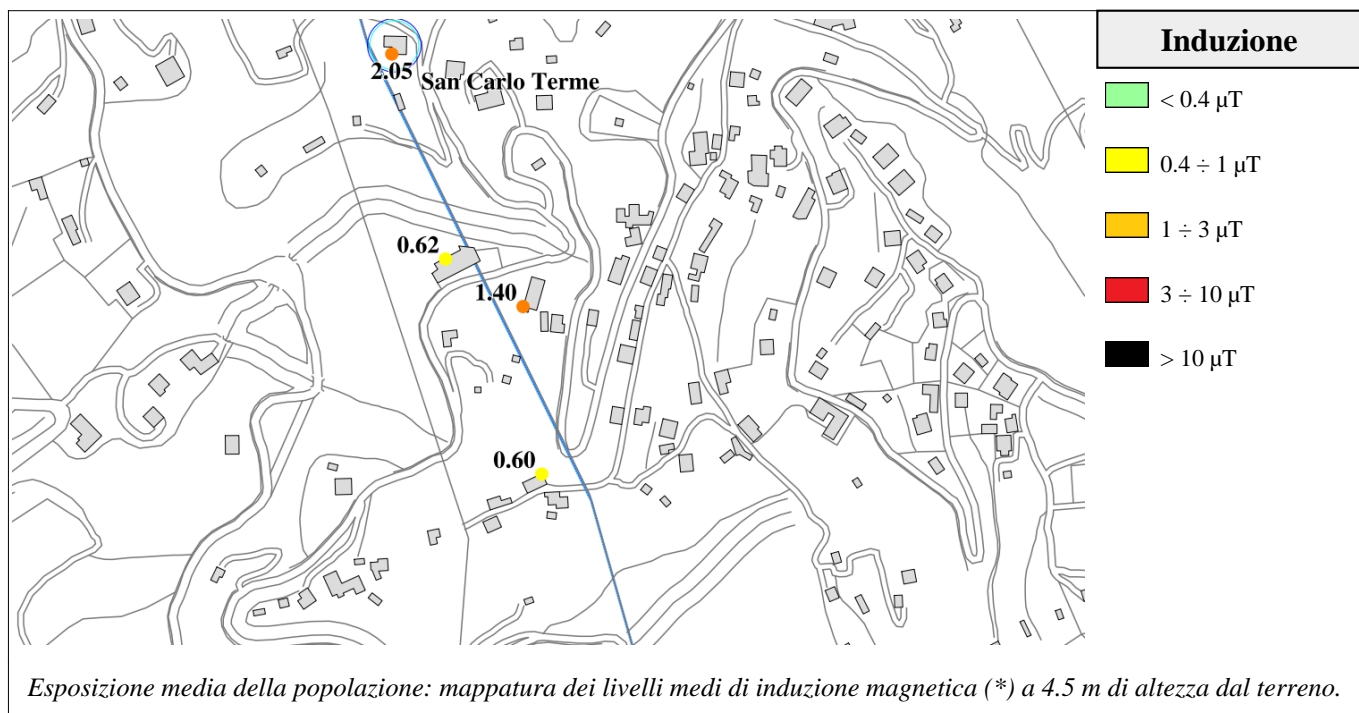 Induzione
< 0.4 µT
0.4 ÷ 1 µT
1 ÷ 3 µT
3 ÷ 10 µT
> 10 µT
2.05
San Carlo Terme
0.62
1.40
0.60
Esposizione media della popolazione: mappatura dei livelli medi di induzione magnetica (*) a 4.5 m di altezza dal terreno.